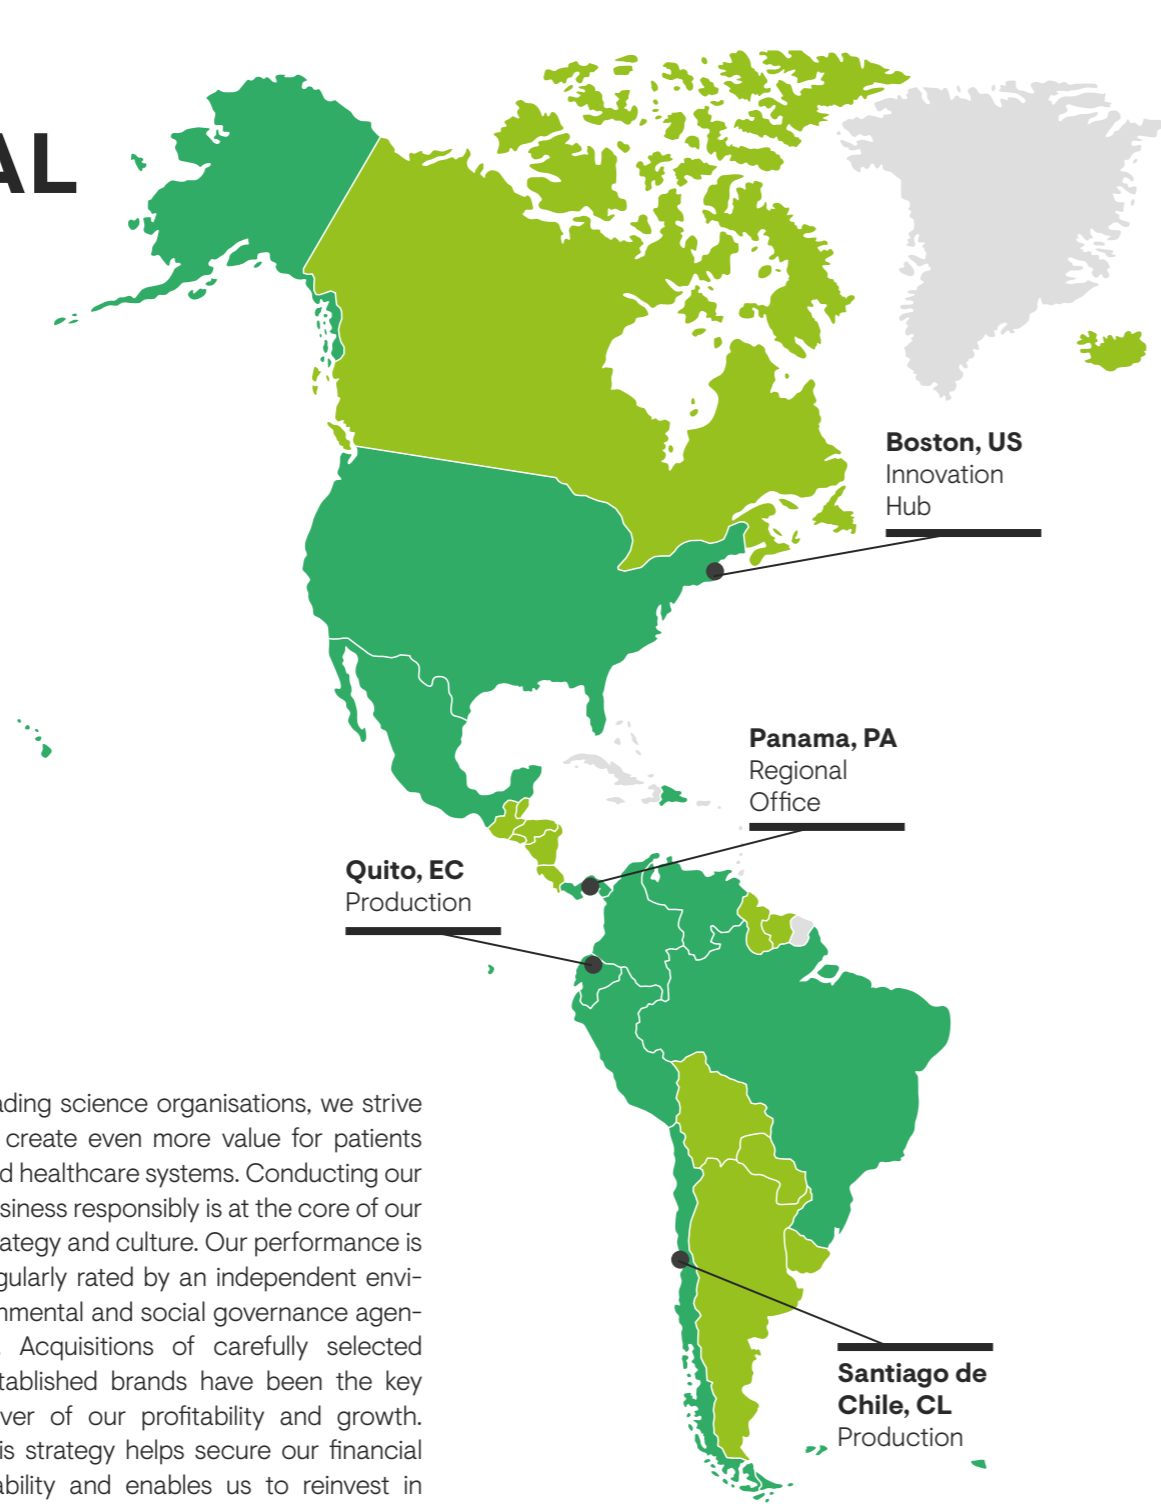 AL
Boston, US
Innovation
Hub
Panama, PA
Regional
Office
Quito, EC
Production
ading science organisations, we strive
create even more value for patients
d healthcare systems. Conducting our
siness responsibly is at the core of our
ategy and culture. Our performance is
gularly rated by an independent envi-
nmental and social governance agen-
. Acquisitions of carefully selected
tablished brands have been the key
ver of our profitability and growth.
is strategy helps secure our financial
ability and enables us to reinvest in
Santiago de
Chile, CL
Production